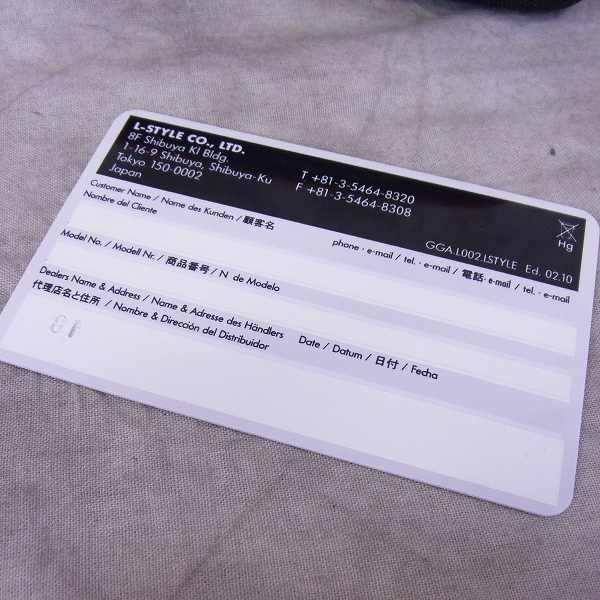 L-STYLE CO., LTD.
8F Shibuya KI Bldg.
1-16-9 Shibuya, Shibuya-Ku
Tokyo 150-0002
Japan
T +81-3-5464-8320
F +81-3-5464-8308
GGA.L002.LSTYLE Ed. 02.10
Hg
Customer Name / Name des Kunden / 顧客名
Nombre del Cliente
phone · e-mail / tel. · e-mail / 電話 · e-mail / tel. · e-mail
Model No. / Modell Nr. / 商品番号 / N de Modelo
Dealers Name & Address / Name & Adresse des Händlers
代理店名と住所 / Nombre & Dirección del Distribuidor
Date / Datum / 日付 / Fecha